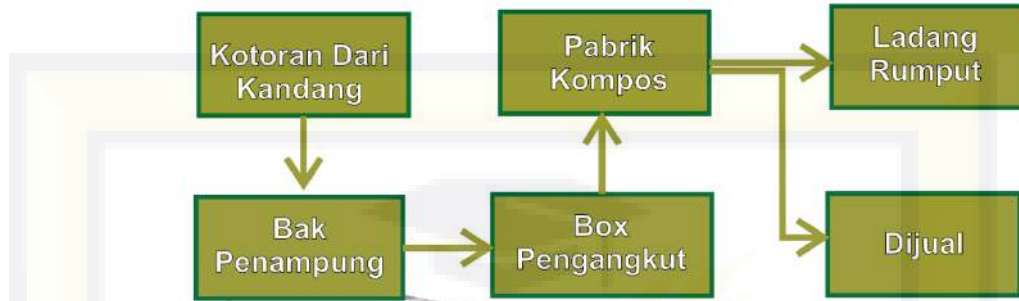 Kotoran Dari
Kandang
Bak
Penampung
Box
Pengangkut
Pabrik
Kompos
Ladang
Rumput
Dijual